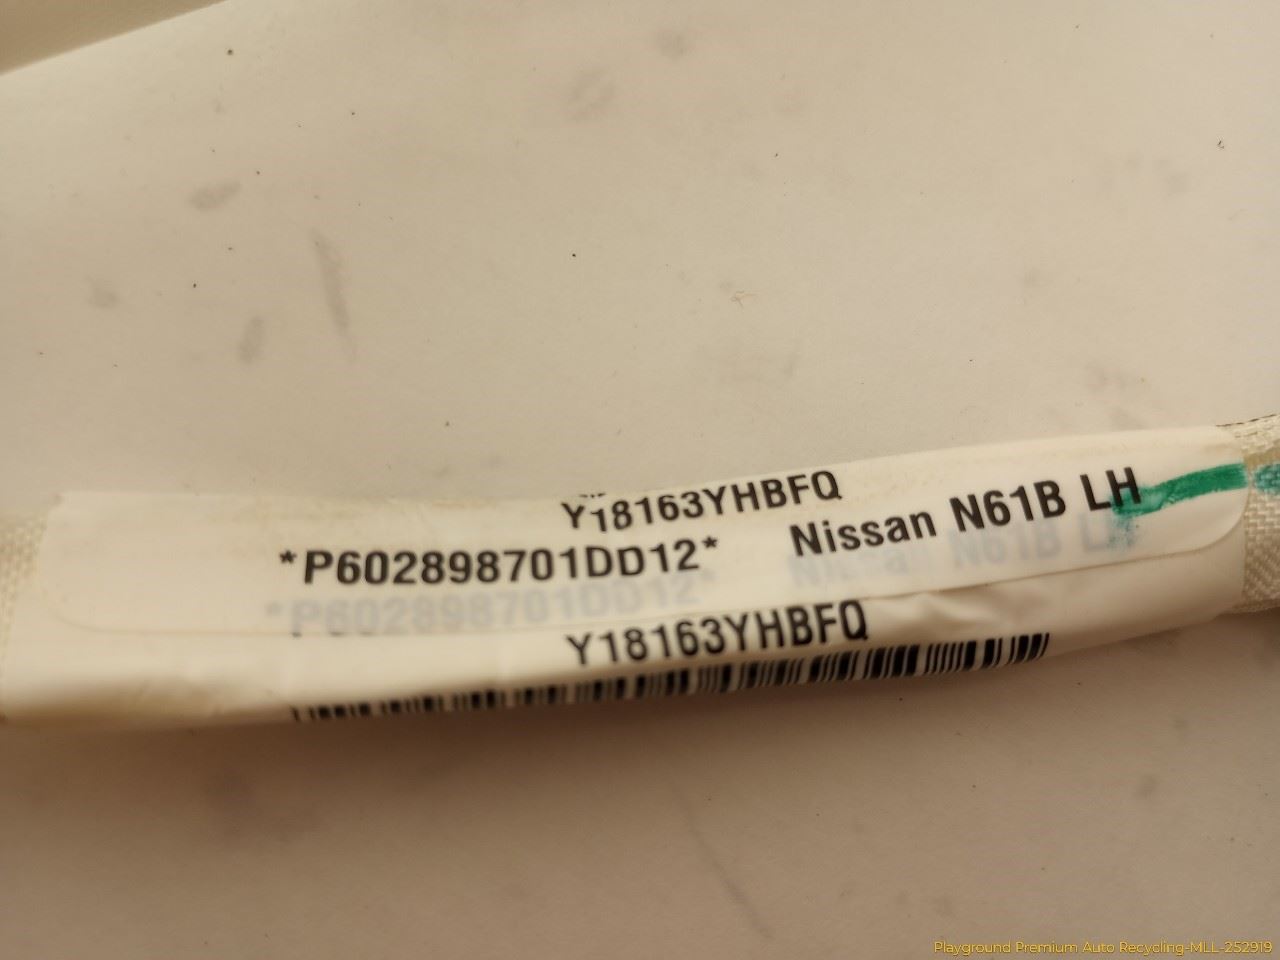 Y18163YHBFQ
*P602898701DD12* Nissan N61B LH
*P602898701DD12* Nissan N61B LH
Y18163YHBFQ
Playground Premium Auto Recycling-MLL-252919